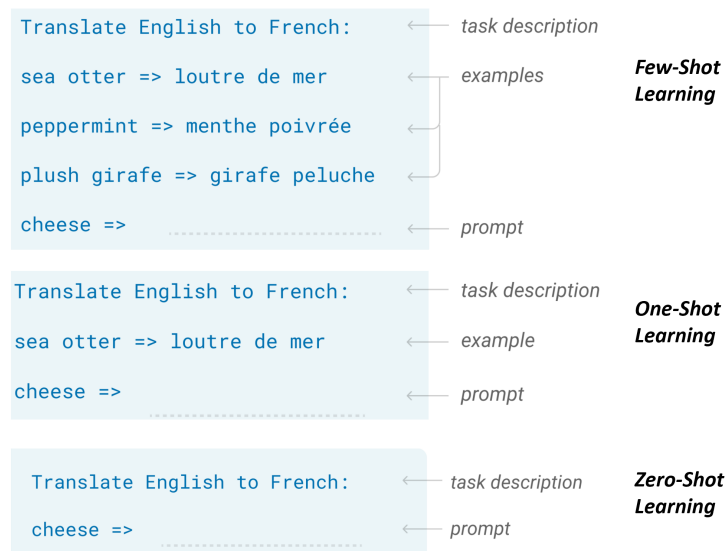 Translate English to French:
task description
sea otter => loutre de mer
examples
Few-Shot
Learning
peppermint => menthe poivrée
plush girafe => girafe peluche
cheese =>
prompt
Translate English to French:
task description
One-Shot
Learning
sea otter => loutre de mer
example
cheese =>
prompt
Translate English to French:
task description
Zero-Shot
Learning
cheese =>
prompt